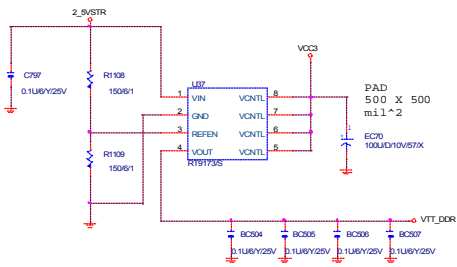 2_5VSTR
VCC3
C797
0.1U/6/Y/25V
R1108
150/6/1
U37
1 VIN VCNTL 8
2 GND VCNTL 7
3 REFEN VCNTL 6
4 VOUT VCNTL 5
RT9173/S
PAD
500 X 500
mil^2
+
1
EC70
100U/D/10V/57/X
R1109
150/6/1
VTT_DDR
BC504
BC505
BC506
BC507
0.1U/6/Y/25V
0.1U/6/Y/25V
0.1U/6/Y/25V
0.1U/6/Y/25V